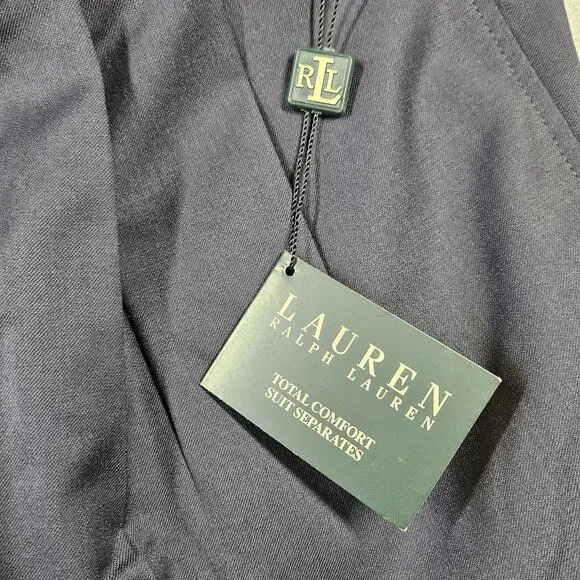 RLL
LAUREN
RALPH LAUREN
TOTAL COMFORT
SUIT SEPARATES